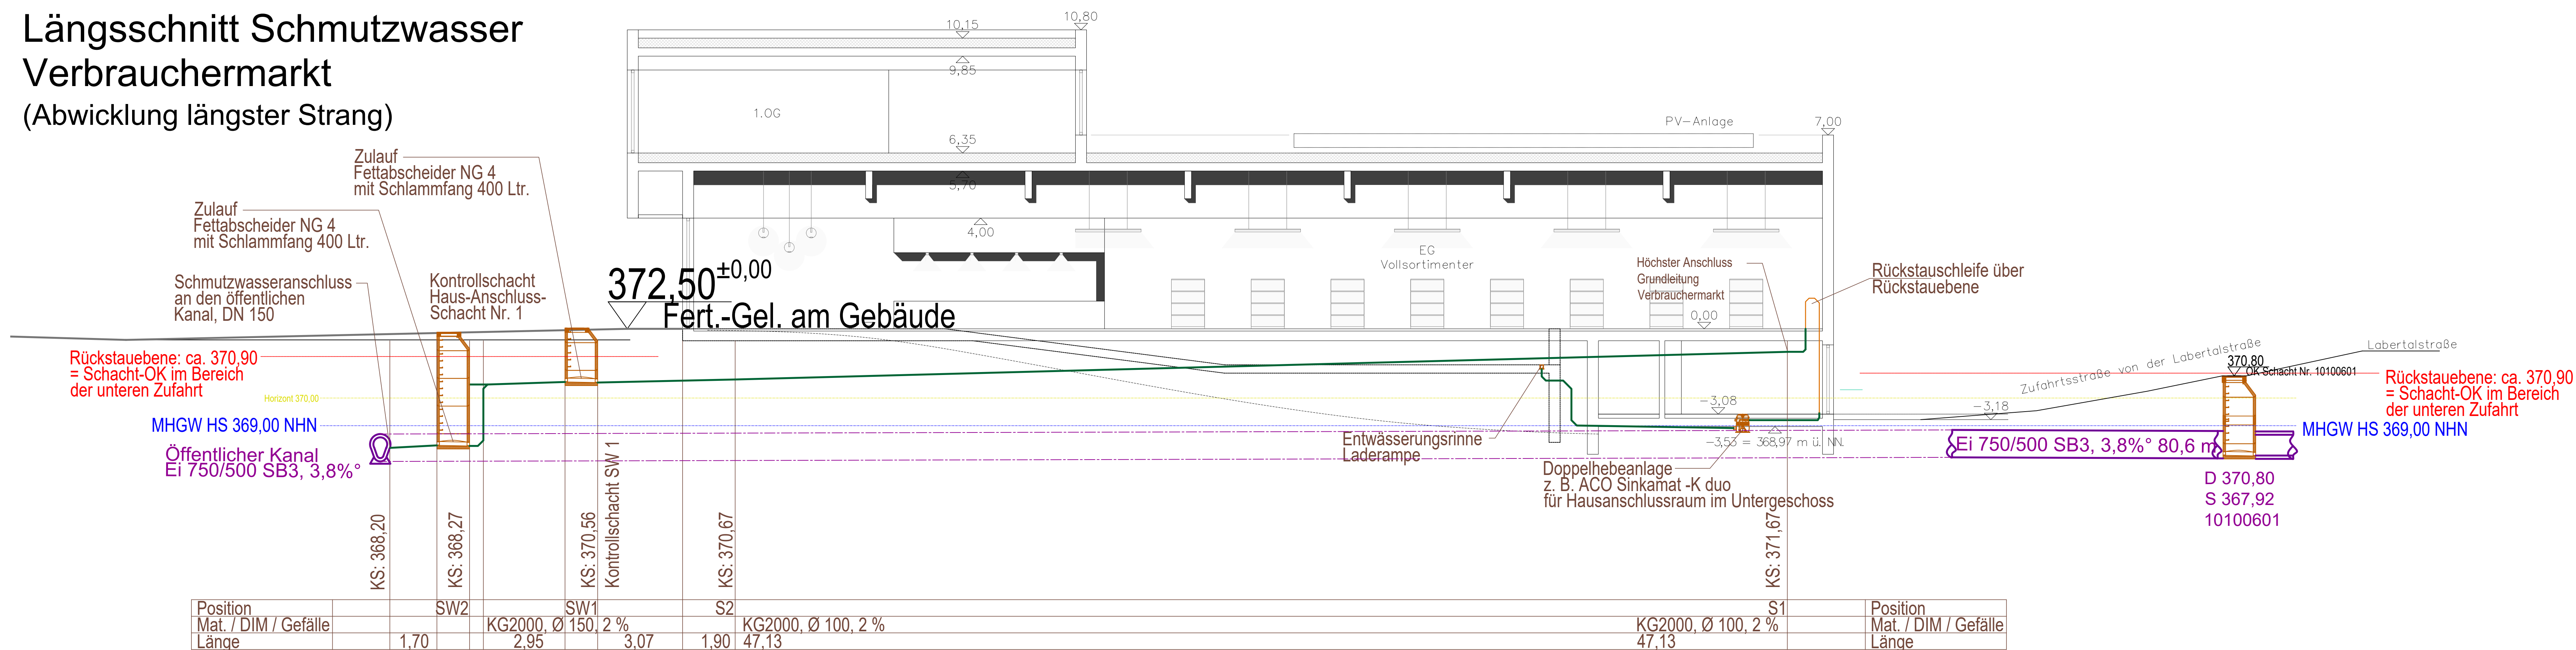 Längsschnitt Schmutzwasser
Verbrauchermarkt
(Abwicklung längster Strang)
10,15
10,80
9,85
1.OG
6,35
5,70
PV-Anlage
7,00
4,00
EG
Vollsortimenter
0,00
Zulauf
Fettabscheider NG 4
mit Schlammfang 400 Ltr.
Zulauf
Fettabscheider NG 4
mit Schlammfang 400 Ltr.
Schmutzwasseranschluss
an den öffentlichen
Kanal, DN 150
Kontrollschacht
Haus-Anschluss-
Schacht Nr. 1
372,50 ±0,00
Fert.-Gel. am Gebäude
Höchster Anschluss
Grundleitung
Verbrauchermarkt
Rückstauschleife über
Rückstauebene
Rückstauebene: ca. 370,90
= Schacht-OK im Bereich
der unteren Zufahrt
Horizont 370,00
MHGW HS 369,00 NHN
Öffentlicher Kanal
Ei 750/500 SB3, 3,8%°
Entwässerungsrinne
Laderampe
-3,08
-3,53 = 368,97 m ü. NN.
-3,18
Doppelhebeanlage
z. B. ACO Sinkamat -K duo
für Hausanschlussraum im Untergeschoss
Zufahrtsstraße von der Labertalstraße
Labertalstraße
370,80
OK Schacht Nr. 10100601
Rückstauebene: ca. 370,90
= Schacht-OK im Bereich
der unteren Zufahrt
MHGW HS 369,00 NHN
Ei 750/500 SB3, 3,8%° 80,6 m
D 370,80
S 367,92
10100601
KS: 368,20
KS: 368,27
KS: 370,56
Kontrollschacht SW 1
KS: 370,67
KS: 371,67
Position SW2 SW1 S2 S1 Position
Mat. / DIM / Gefälle KG2000, Ø 150, 2 % KG2000, Ø 100, 2 % KG2000, Ø 100, 2 % Mat. / DIM / Gefälle
Länge 1,70 2,95 3,07 1,90 47,13 47,13 Länge